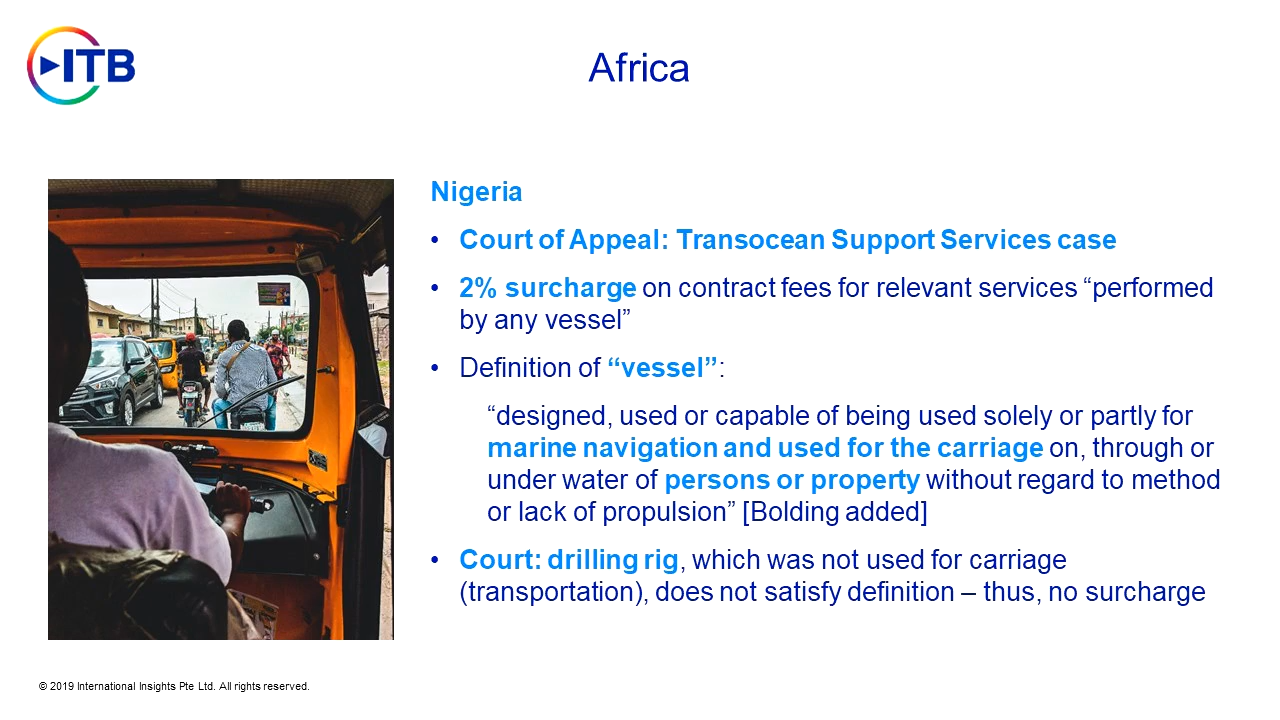 ITB
Africa
Nigeria
• Court of Appeal: Transocean Support Services case
• 2% surcharge on contract fees for relevant services “performed
by any vessel”
• Definition of “vessel”:
“designed, used or capable of being used solely or partly for
marine navigation and used for the carriage on, through or
under water of persons or property without regard to method
or lack of propulsion” [Bolding added]
• Court: drilling rig, which was not used for carriage
(transportation), does not satisfy definition – thus, no surcharge
© 2019 International Insights Pte Ltd. All rights reserved.